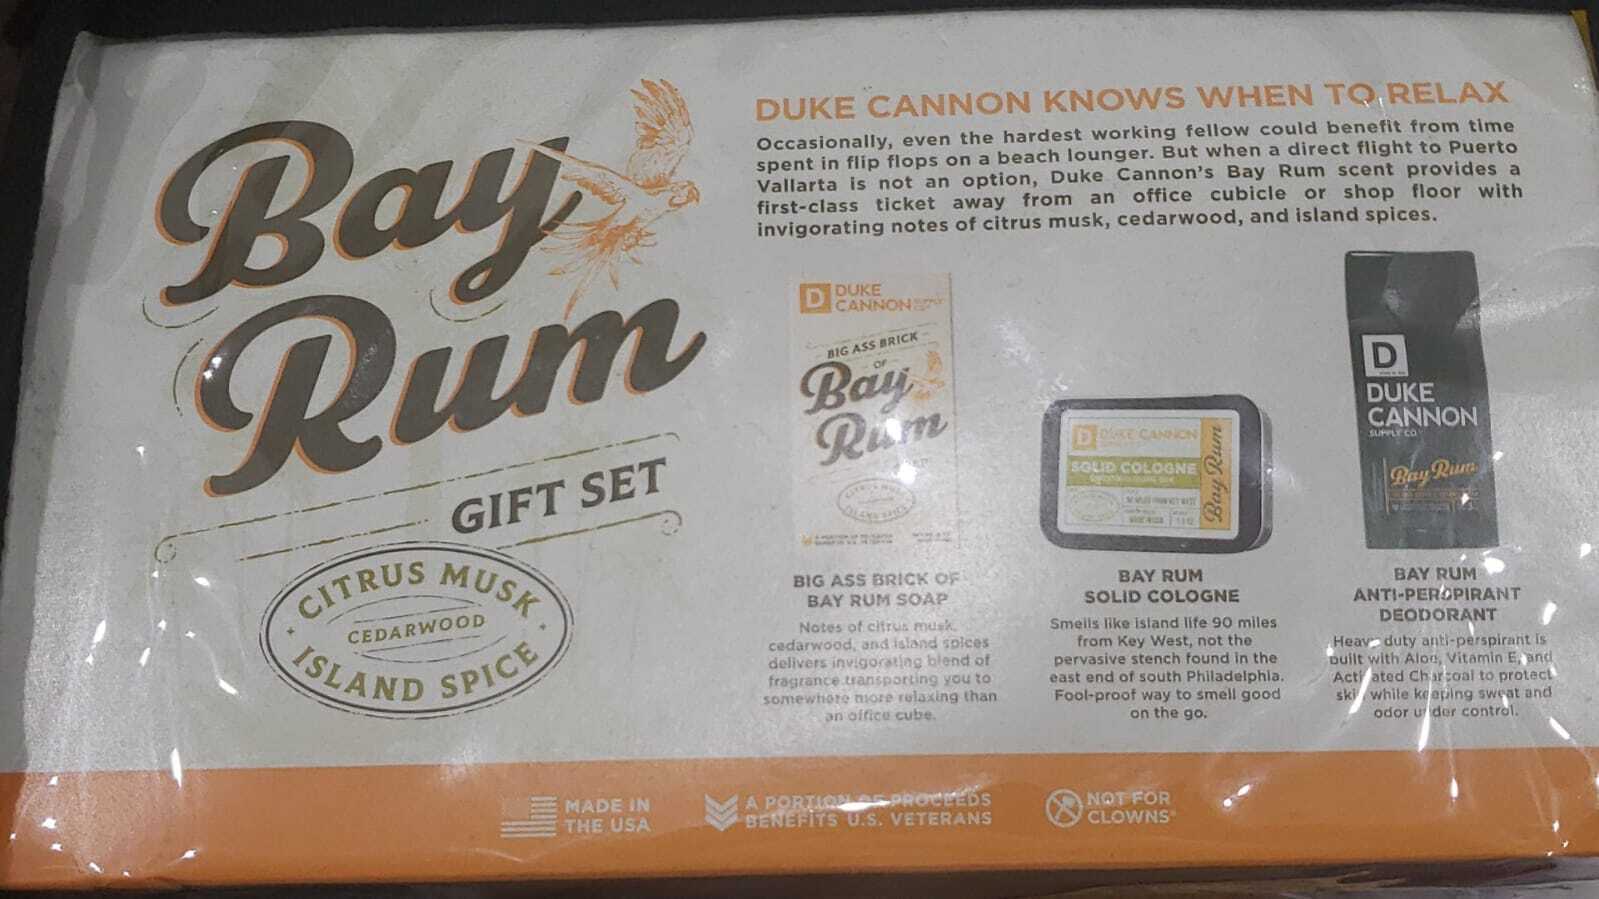 Bay
Rum
GIFT SET
CITRUS MUSK
CEDARWOOD
ISLAND SPICE
DUKE CANNON KNOWS WHEN TO RELAX
Occasionally, even the hardest working fellow could benefit from time
spent in flip flops on a beach lounger. But when a direct flight to Puerto
Vallarta is not an option, Duke Cannon's Bay Rum scent provides a
first-class ticket away from an office cubicle or shop floor with
invigorating notes of citrus musk, cedarwood, and island spices.
D DUKE
CANNON
BIG ASS BRICK
OF
Bay
Rum
CITRUS MUSK
ISLAND SPICE
BIG ASS BRICK OF
BAY RUM SOAP
Notes of citrus musk,
cedarwood, and island spices
delivers invigorating blend of
fragrance transporting you to
somewhere more relaxing than
an office cube.
D DUKE CANNON
SOLID COLOGNE
Bay Rum
BAY RUM
SOLID COLOGNE
Smells like island life 90 miles
from Key West, not the
pervasive stench found in the
east end of south Philadelphia.
Fool-proof way to smell good
on the go.
D
DUKE
CANNON
SUPPLY CO
Bay Rum
BAY RUM
ANTI-PERSPIRANT
DEODORANT
Heavy duty anti-perspirant is
built with Aloe, Vitamin E, and
Activated Charcoal to protect
skin while keeping sweat and
odor under control.
MADE IN
THE USA
A PORTION OF PROCEEDS
BENEFITS U.S. VETERANS
NOT FOR
CLOWNS®